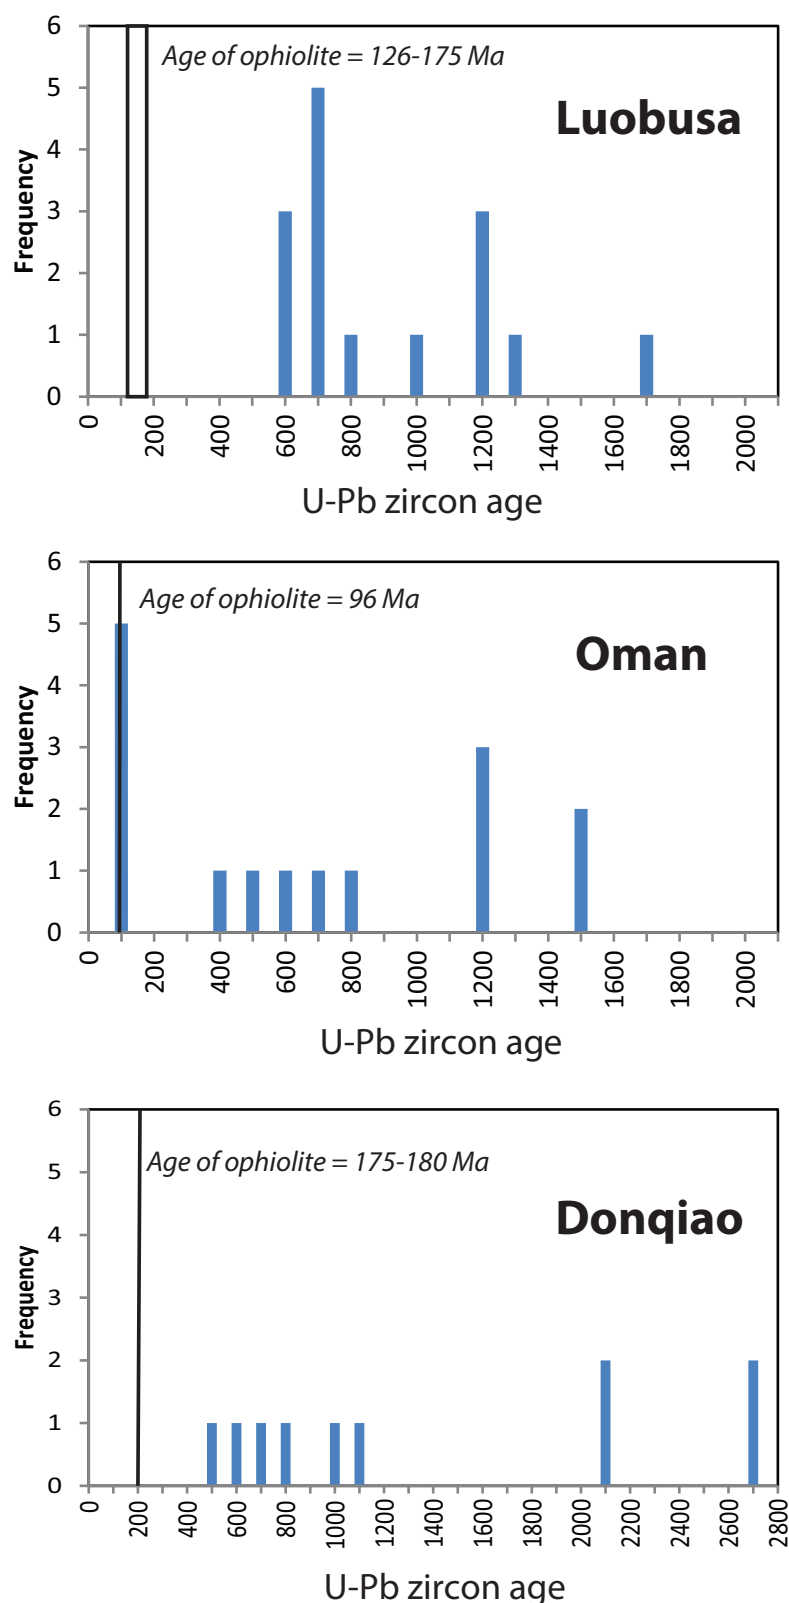 6
Age of ophiolite = 126-175 Ma
5
Luobusa
4
Frequency
3
2
1
0
0 200 400 600 800 1000 1200 1400 1600 1800 2000
U-Pb zircon age
6
Age of ophiolite = 96 Ma
5
Oman
4
Frequency
3
2
1
0
0 200 400 600 800 1000 1200 1400 1600 1800 2000
U-Pb zircon age
6
Age of ophiolite = 175-180 Ma
5
Donqiao
4
Frequency
3
2
1
0
0 200 400 600 800 1000 1200 1400 1600 1800 2000 2200 2400 2600 2800
U-Pb zircon age